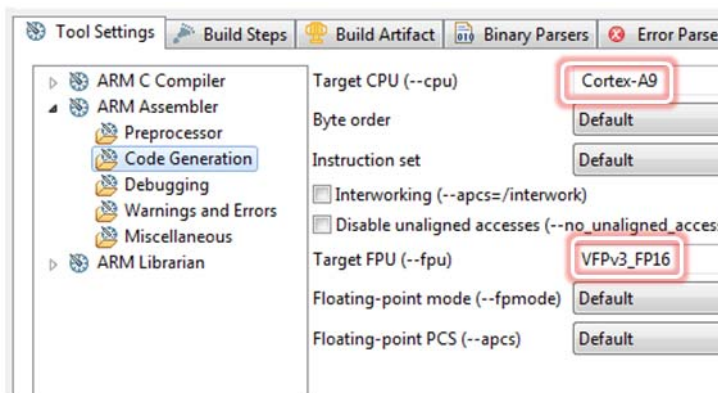 Tool Settings Build Steps Build Artifact Binary Parsers Error Parse
ARM C Compiler
ARM Assembler
Preprocessor
Code Generation
Debugging
Warnings and Errors
Miscellaneous
ARM Librarian
Target CPU (--cpu) Cortex-A9
Byte order Default
Instruction set Default
Interworking (--apcs=/interwork)
Disable unaligned accesses (--no_unaligned_access
Target FPU (--fpu) VFPv3_FP16
Floating-point mode (--fpmode) Default
Floating-point PCS (--apcs) Default